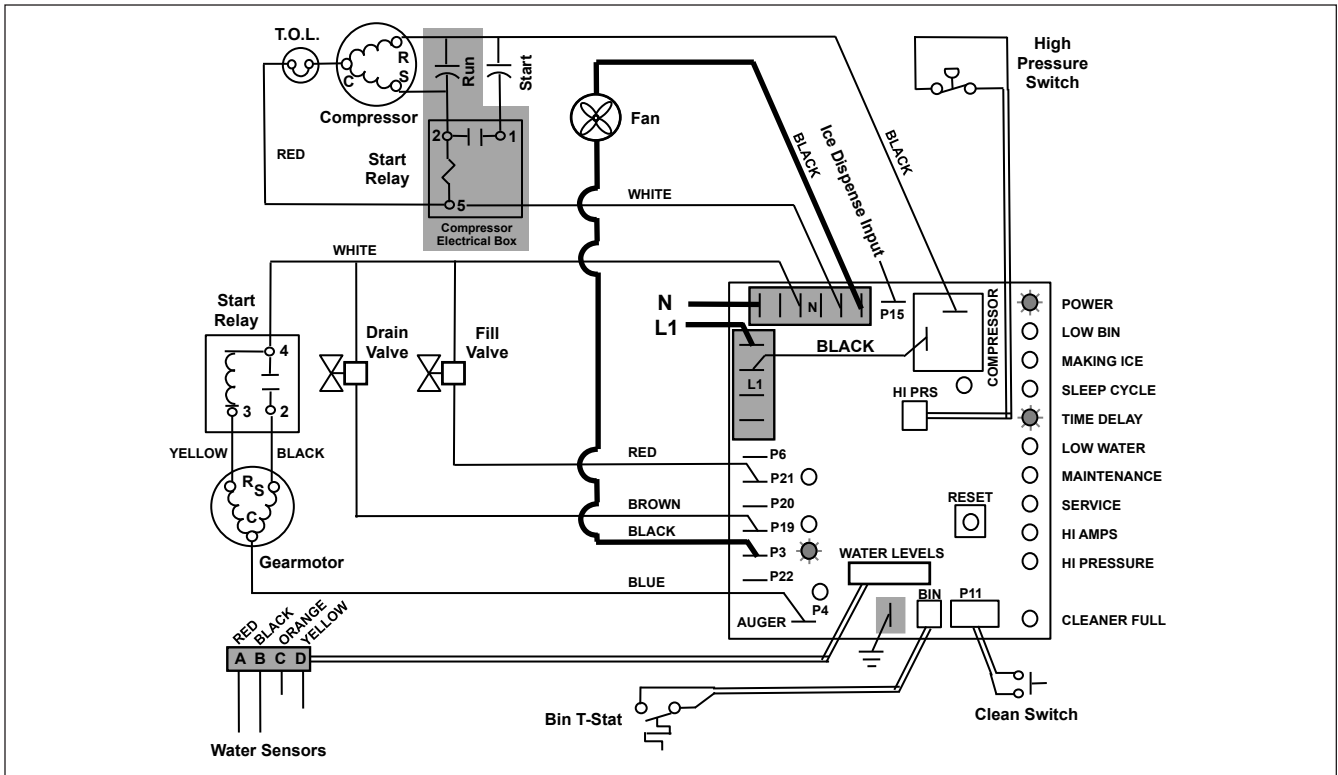 T.O.L.
R
S
C
Run
Start
Compressor
2
1
Start
Relay
5
Compressor
Electrical Box
RED
WHITE
Fan
BLACK
Ice Dispense Input
BLACK
High
Pressure
Switch
WHITE
Start
Relay
4
3
2
YELLOW
BLACK
R
S
C
Gearmotor
Drain
Valve
Fill
Valve
N
L1
N
P15
BLACK
L1
COMPRESSOR
HI PRS
POWER
LOW BIN
MAKING ICE
SLEEP CYCLE
TIME DELAY
LOW WATER
MAINTENANCE
SERVICE
HI AMPS
HI PRESSURE
CLEANER FULL
RED
P6
P21
BROWN
P20
P19
BLACK
P3
P22
BLUE
P4
AUGER
RESET
WATER LEVELS
BIN
P11
RED
BLACK
ORANGE
YELLOW
A B C D
Water Sensors
Bin T-Stat
Clean Switch